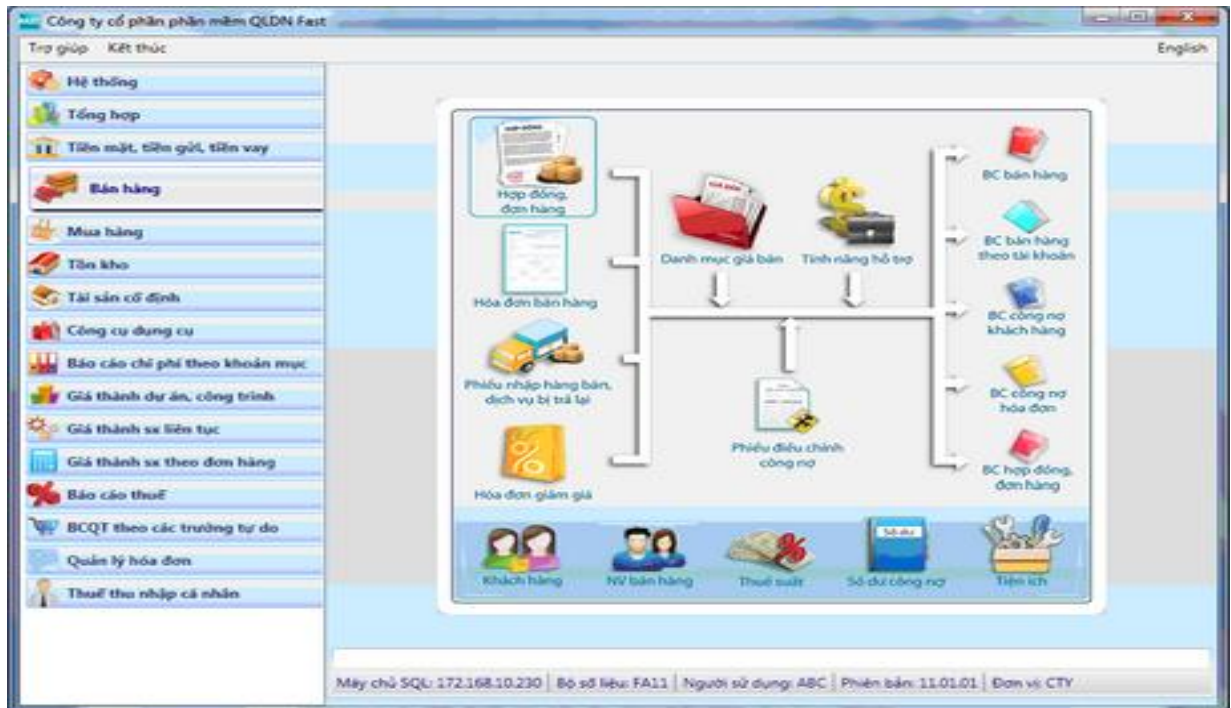 Công ty cổ phần phần mềm QLDN Fast
Trợ giúp Kết thúc English
Hệ thống
Tổng hợp
Tiền mặt, tiền gửi, tiền vay
Bán hàng
Mua hàng
Tồn kho
Tài sản cố định
Công cụ dụng cụ
Báo cáo chi phí theo khoản mục
Giá thành dự án, công trình
Giá thành sx liên tục
Giá thành sx theo đơn hàng
Báo cáo thuế
BCQT theo các trường tự do
Quản lý hóa đơn
Thuế thu nhập cá nhân
HỢP ĐỒNG
Hợp đồng,
đơn hàng
Hóa đơn bán hàng
Phiếu nhập hàng bán,
dịch vụ bị trả lại
Hóa đơn giảm giá
Danh mục giá bán
Tính năng hỗ trợ
Phiếu điều chỉnh
công nợ
BC bán hàng
BC bán hàng
theo tài khoản
BC công nợ
khách hàng
BC công nợ
hóa đơn
BC hợp đồng,
đơn hàng
Số dư
Khách hàng
NV bán hàng
Thuế suất
Số dư công nợ
Tiện ích
Máy chủ SQL: 172.168.10.230 Bộ số liệu: FA11 Người sử dụng: ABC Phiên bản: 11.01.01 Đơn vị: CTY